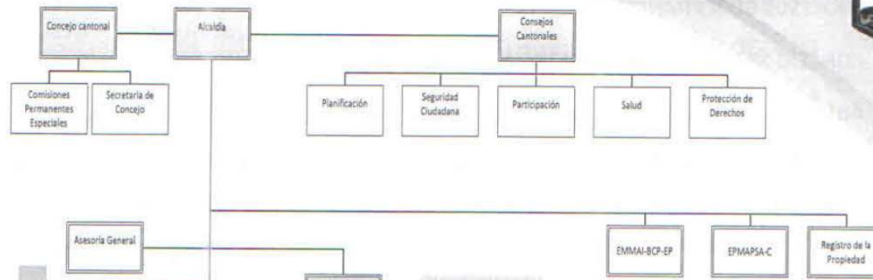 Concejo cantonal
Alcaldía
Consejos
Cantonales
Comisiones
Permanentes
Especiales
Secretaria de
Concejo
Planificación
Seguridad
Ciudadana
Participación
Salud
Protección de
Derechos
Asesoría General
EMMAI-BCP-EP
EPMAPSA-C
Registro de la
Propiedad